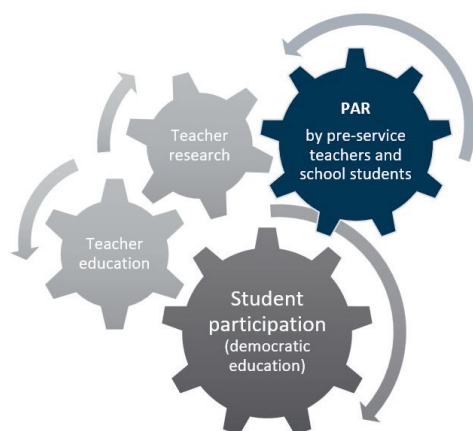 PAR
by pre-service
teachers and
school students
Teacher
research
Teacher
education
Student
participation
(democratic
education)